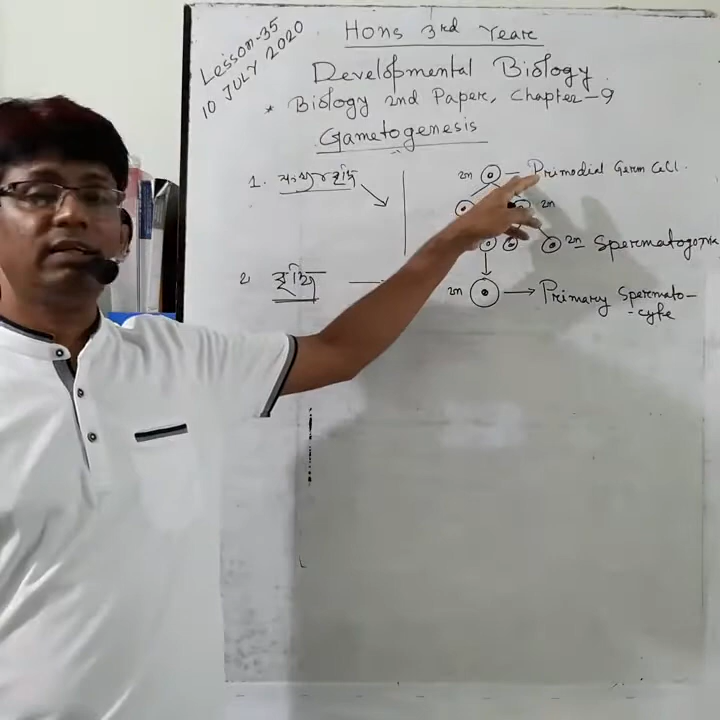 Lesson-35
10 JULY 2020
Hons 3rd Year
Developmental Biology
* Biology 2nd Paper, Chapter-9
Gametogenesis
1. সংখ্যাবৃদ্ধি
2n — Primodial Germ Cell.
2n
2n = Spermatogonia
২ বৃদ্ধি
2n → Primary Spermato-
-cyte